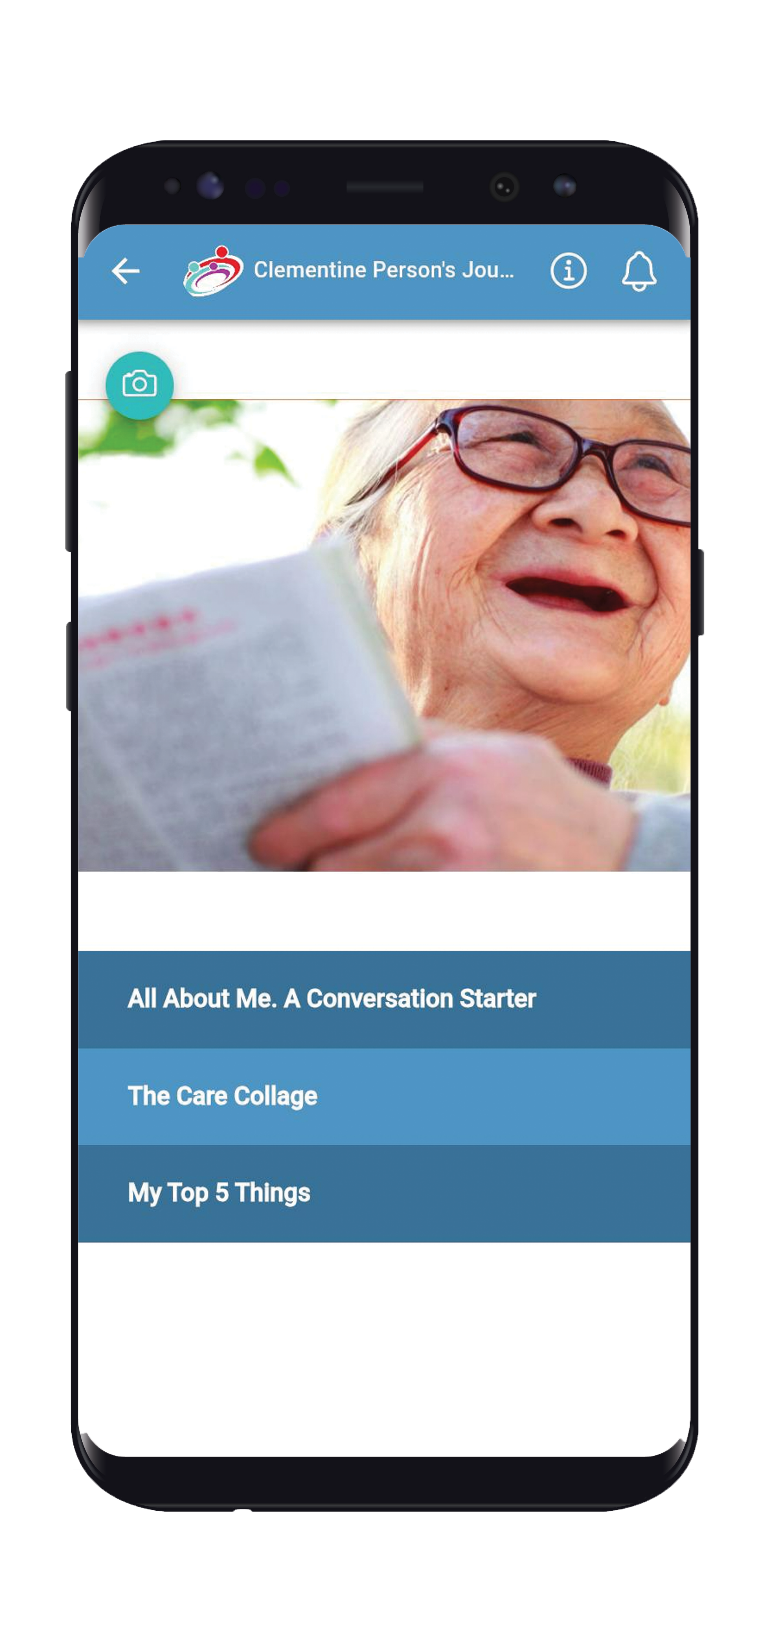 Clementine Person's Jou...
All About Me. A Conversation Starter
The Care Collage
My Top 5 Things